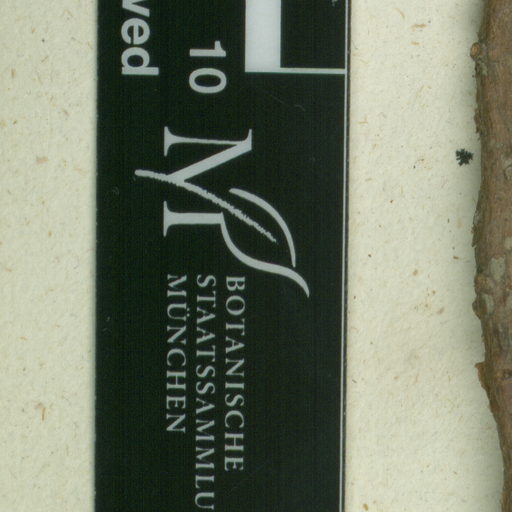 ved
10
M
BOTANISCHE
STAATSSAMMLU
MÜNCHEN